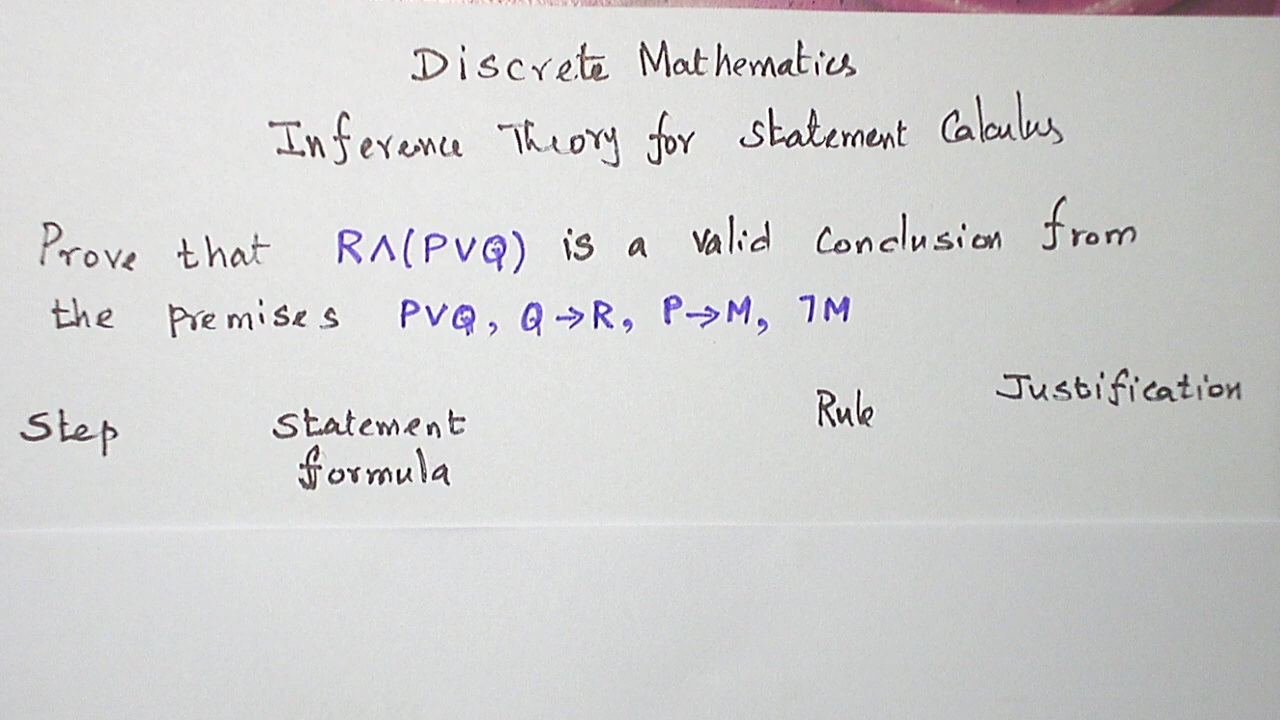 Discrete Mathematics
Inference Theory for Statement Calculus
Prove that R∧(P∨Q) is a valid conclusion from
the premises P∨Q, Q→R, P→M, ⅂M
Step Statement Rule Justification
formula